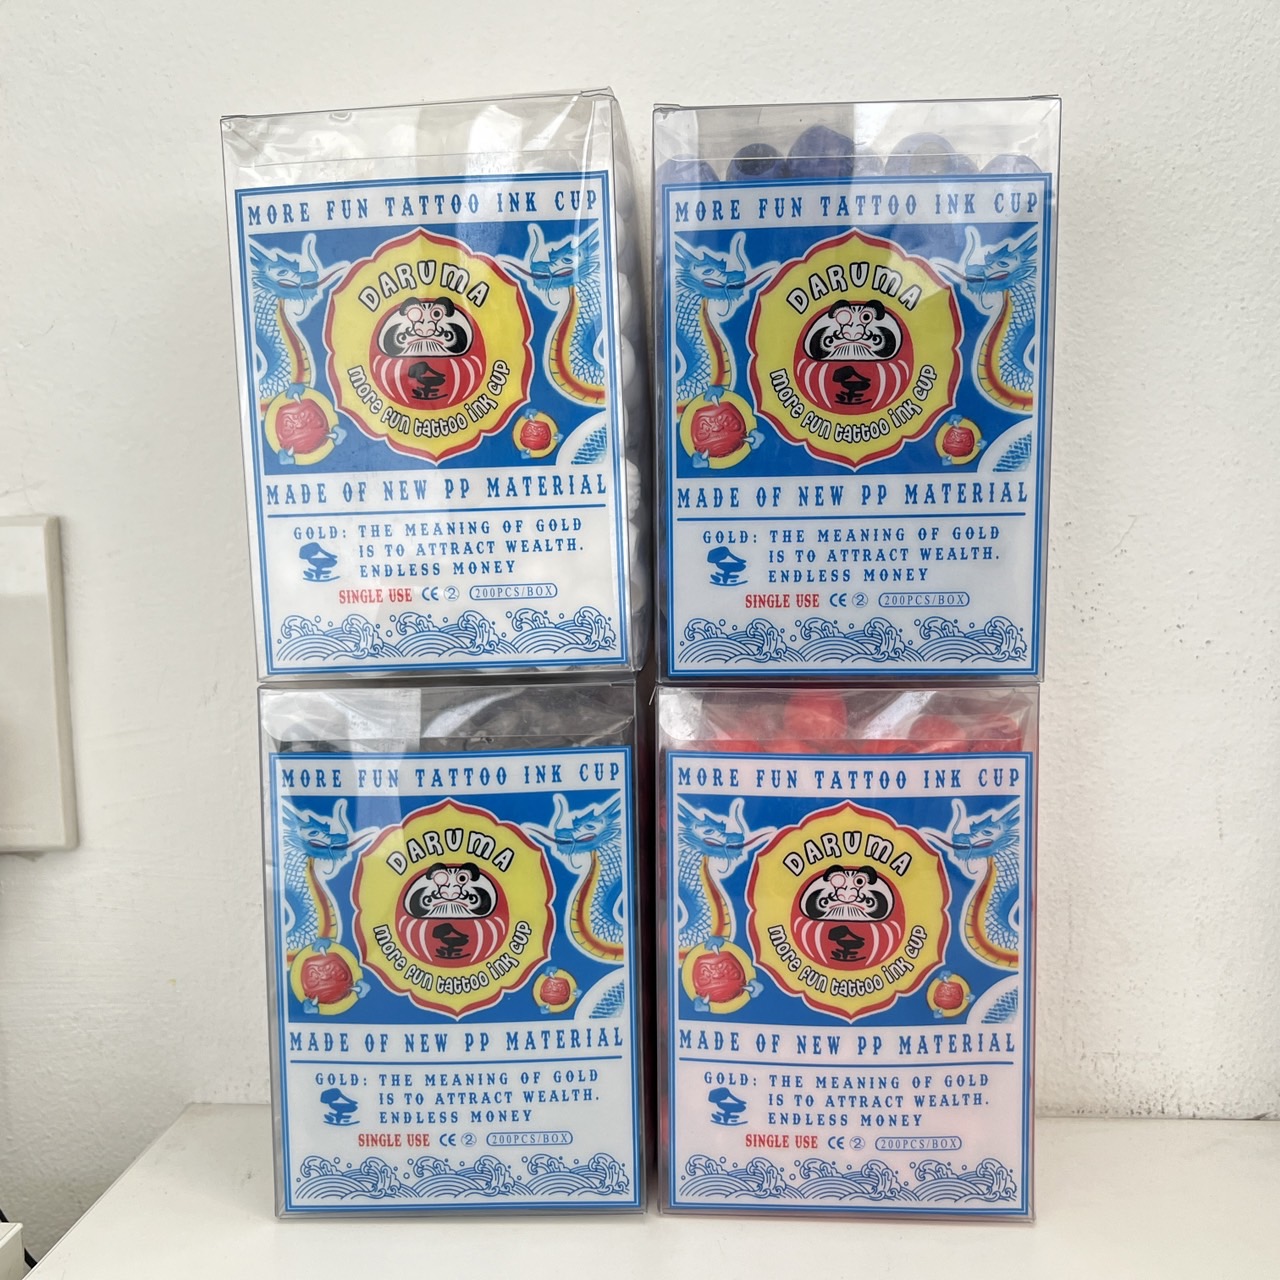 MORE FUN TATTOO INK CUP
DARUMA
金
more fun tattoo ink cup
MADE OF NEW PP MATERIAL
GOLD: THE MEANING OF GOLD
IS TO ATTRACT WEALTH.
金
ENDLESS MONEY
SINGLE USE CE 2 200PCS/BOX
MORE FUN TATTOO INK CUP
DARUMA
金
more fun tattoo ink cup
MADE OF NEW PP MATERIAL
GOLD: THE MEANING OF GOLD
IS TO ATTRACT WEALTH.
金
ENDLESS MONEY
SINGLE USE CE 2 200PCS/BOX
MORE FUN TATTOO INK CUP
DARUMA
金
more fun tattoo ink cup
MADE OF NEW PP MATERIAL
GOLD: THE MEANING OF GOLD
IS TO ATTRACT WEALTH.
金
ENDLESS MONEY
SINGLE USE CE 2 200PCS/BOX
MORE FUN TATTOO INK CUP
DARUMA
金
more fun tattoo ink cup
MADE OF NEW PP MATERIAL
GOLD: THE MEANING OF GOLD
IS TO ATTRACT WEALTH.
金
ENDLESS MONEY
SINGLE USE CE 2 200PCS/BOX